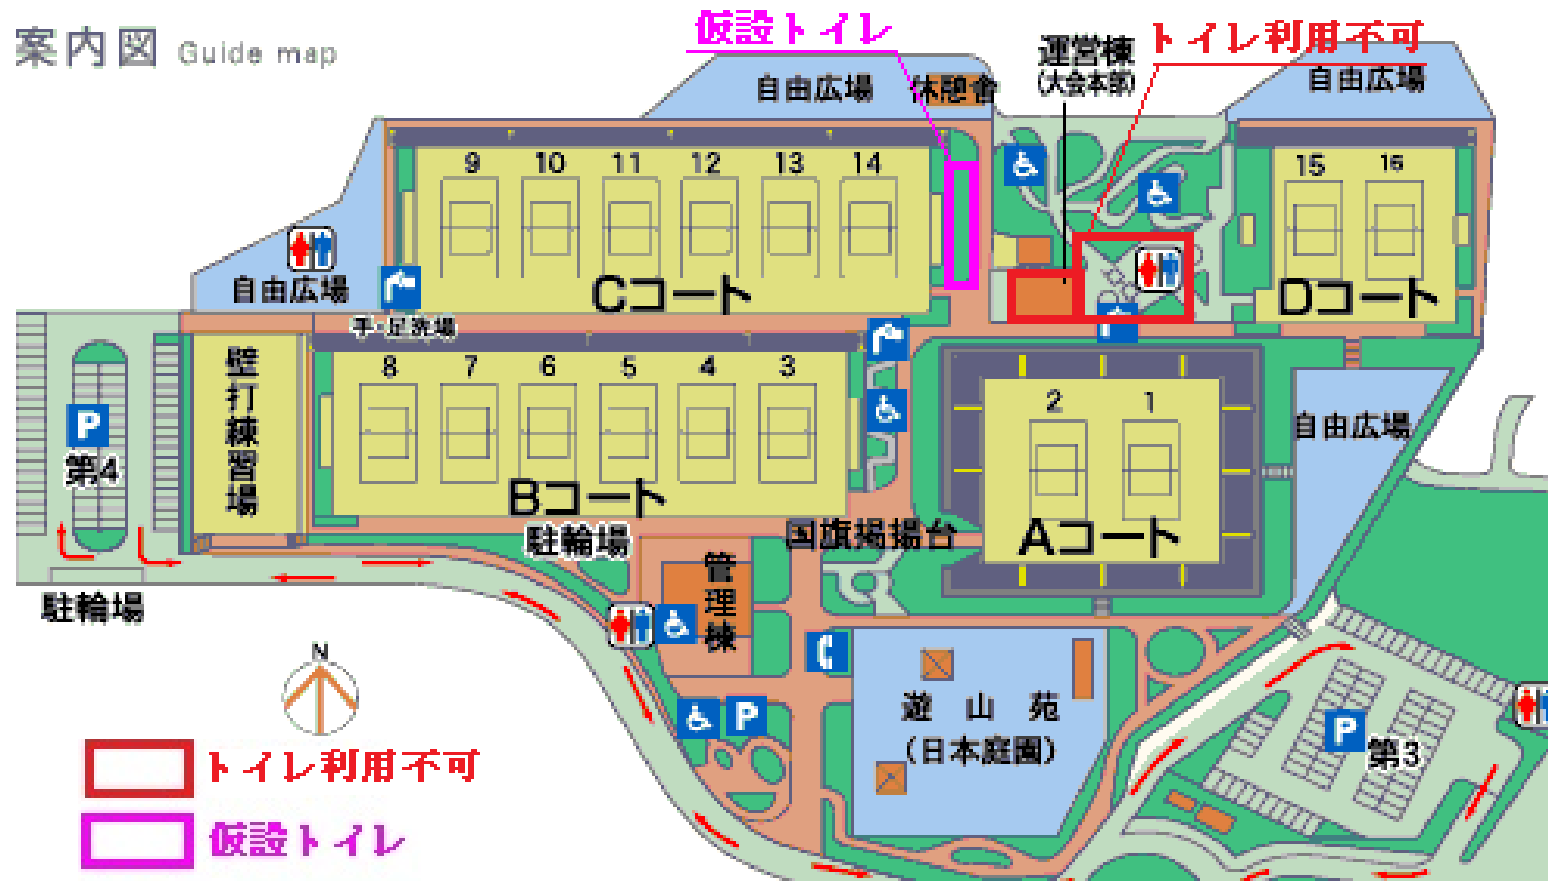 案内図 Guide map
仮設トイレ
トイレ利用不可
運営棟
(大会本部)
自由広場
休憩舎
自由広場
9 10 11 12 13 14
15 16
Cコート
Dコート
自由広場
手・足洗場
壁打練習場
8 7 6 5 4 3
2 1
P
第4
Bコート
Aコート
自由広場
駐輪場
国旗掲揚台
管理棟
駐輪場
N
P
遊山苑
(日本庭園)
P
第3
トイレ利用不可
仮設トイレ